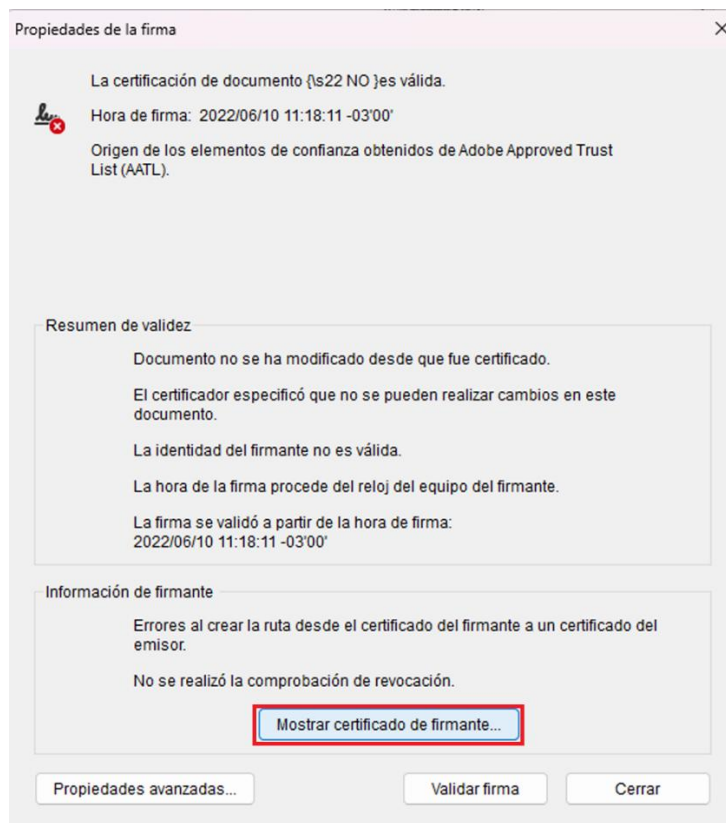 Propiedades de la firma
La certificación de documento {\s22 NO }es válida.
Hora de firma:  2022/06/10 11:18:11 -03'00'
Origen de los elementos de confianza obtenidos de Adobe Approved Trust
List (AATL).
Resumen de validez
Documento no se ha modificado desde que fue certificado.
El certificador especificó que no se pueden realizar cambios en este
documento.
La identidad del firmante no es válida.
La hora de la firma procede del reloj del equipo del firmante.
La firma se validó a partir de la hora de firma:
2022/06/10 11:18:11 -03'00'
Información de firmante
Errores al crear la ruta desde el certificado del firmante a un certificado del
emisor.
No se realizó la comprobación de revocación.
Mostrar certificado de firmante...
Propiedades avanzadas...
Validar firma
Cerrar